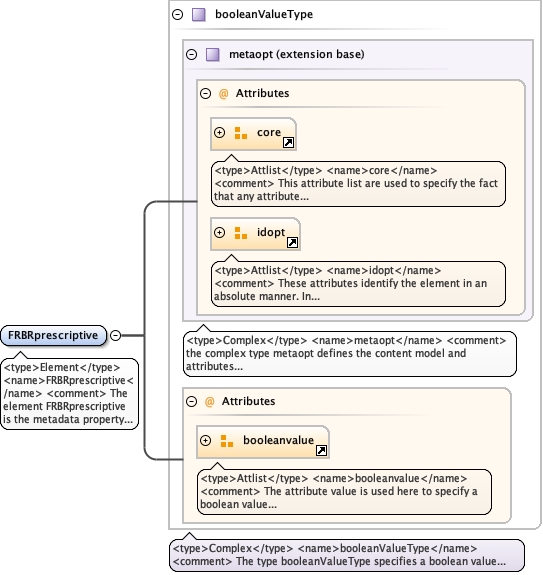 booleanValueType
metaopt (extension base)
@ Attributes
core
<type>Attlist</type> <name>core</name>
<comment> This attribute list are used to specify the fact
that any attribute...
idopt
<type>Attlist</type> <name>idopt</name>
<comment> These attributes identify the element in an
absolute manner. In...
FRBRprescriptive
<type>Element</type>
<name>FRBRprescriptive<
/name> <comment> The
element FRBRprescriptive
is the metadata property...
<type>Complex</type> <name>metaopt</name> <comment>
the complex type metaopt defines the content model and
attributes...
@ Attributes
booleanvalue
<type>Attlist</type> <name>booleanvalue</name>
<comment> The attribute value is used here to specify a
boolean value...
<type>Complex</type> <name>booleanValueType</name>
<comment> The type booleanValueType specifies a boolean value...